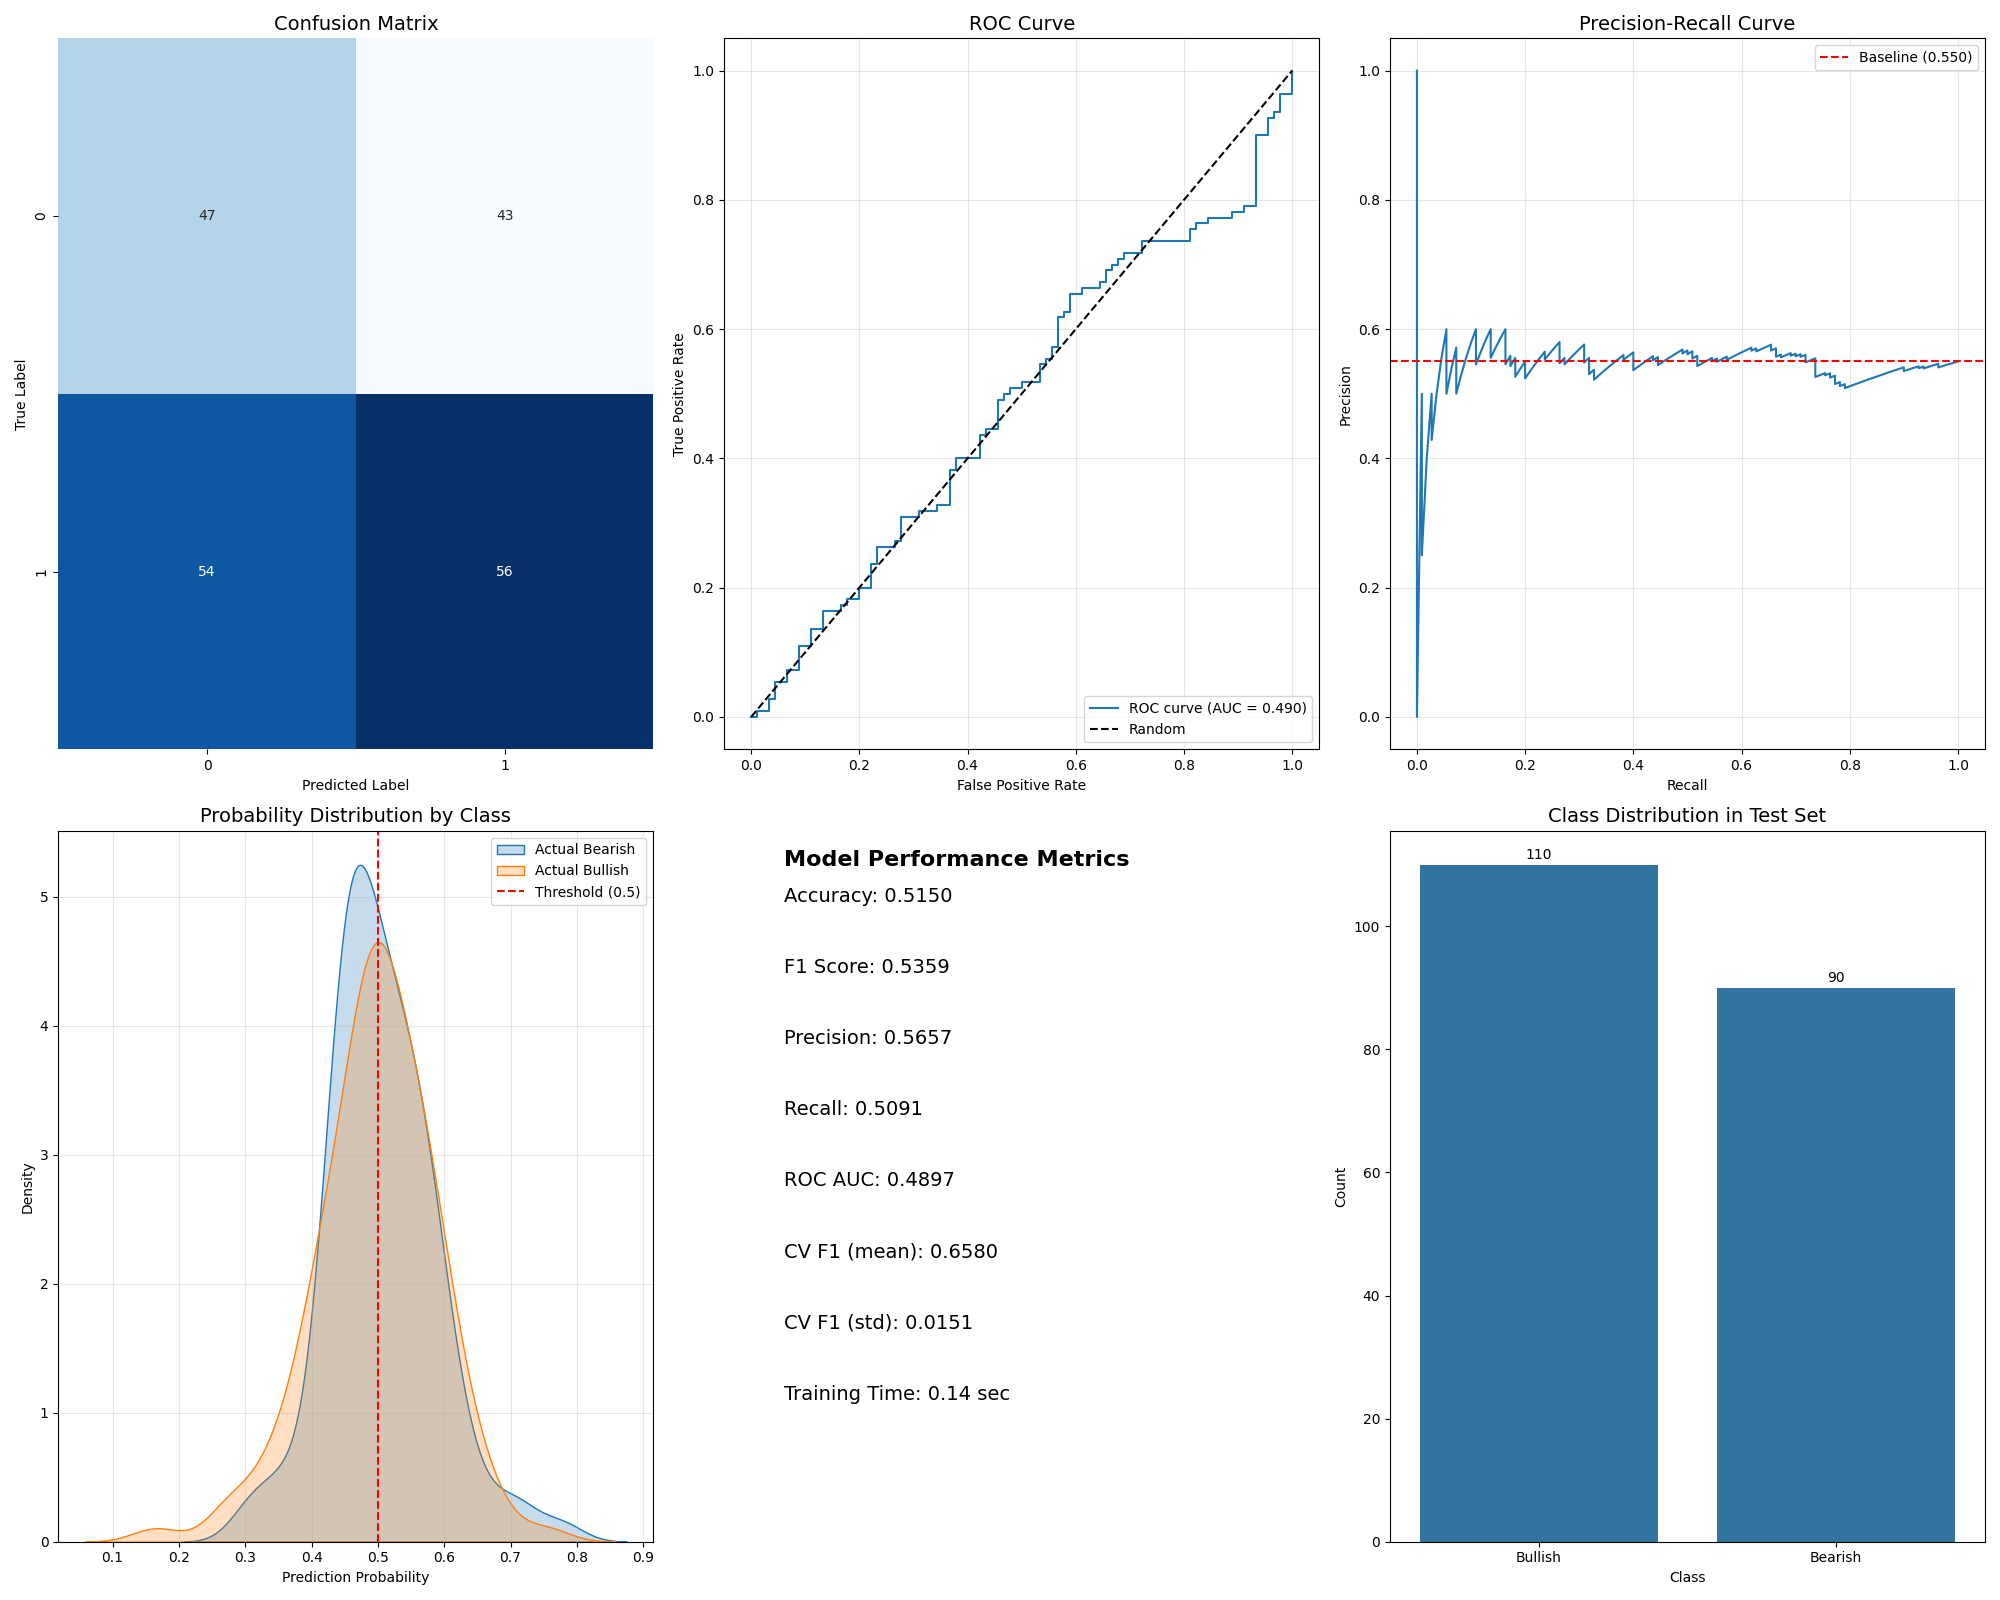 Confusion Matrix
47
43
54
56
0
1
True Label
0
1
Predicted Label
ROC Curve
1.0
0.8
0.6
0.4
0.2
0.0
True Positive Rate
ROC curve (AUC = 0.490)
Random
0.0
0.2
0.4
0.6
0.8
1.0
False Positive Rate
Precision-Recall Curve
Baseline (0.550)
1.0
0.8
0.6
0.4
0.2
0.0
Precision
0.0
0.2
0.4
0.6
0.8
1.0
Recall
Probability Distribution by Class
Actual Bearish
Actual Bullish
Threshold (0.5)
5
4
3
2
1
0
Density
0.1
0.2
0.3
0.4
0.5
0.6
0.7
0.8
0.9
Prediction Probability
Model Performance Metrics
Accuracy: 0.5150
F1 Score: 0.5359
Precision: 0.5657
Recall: 0.5091
ROC AUC: 0.4897
CV F1 (mean): 0.6580
CV F1 (std): 0.0151
Training Time: 0.14 sec
Class Distribution in Test Set
110
90
100
80
60
40
20
0
Count
Bullish
Bearish
Class